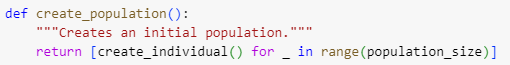 def create_population():
    """Creates an initial population."""
    return [create_individual() for _ in range(population_size)]